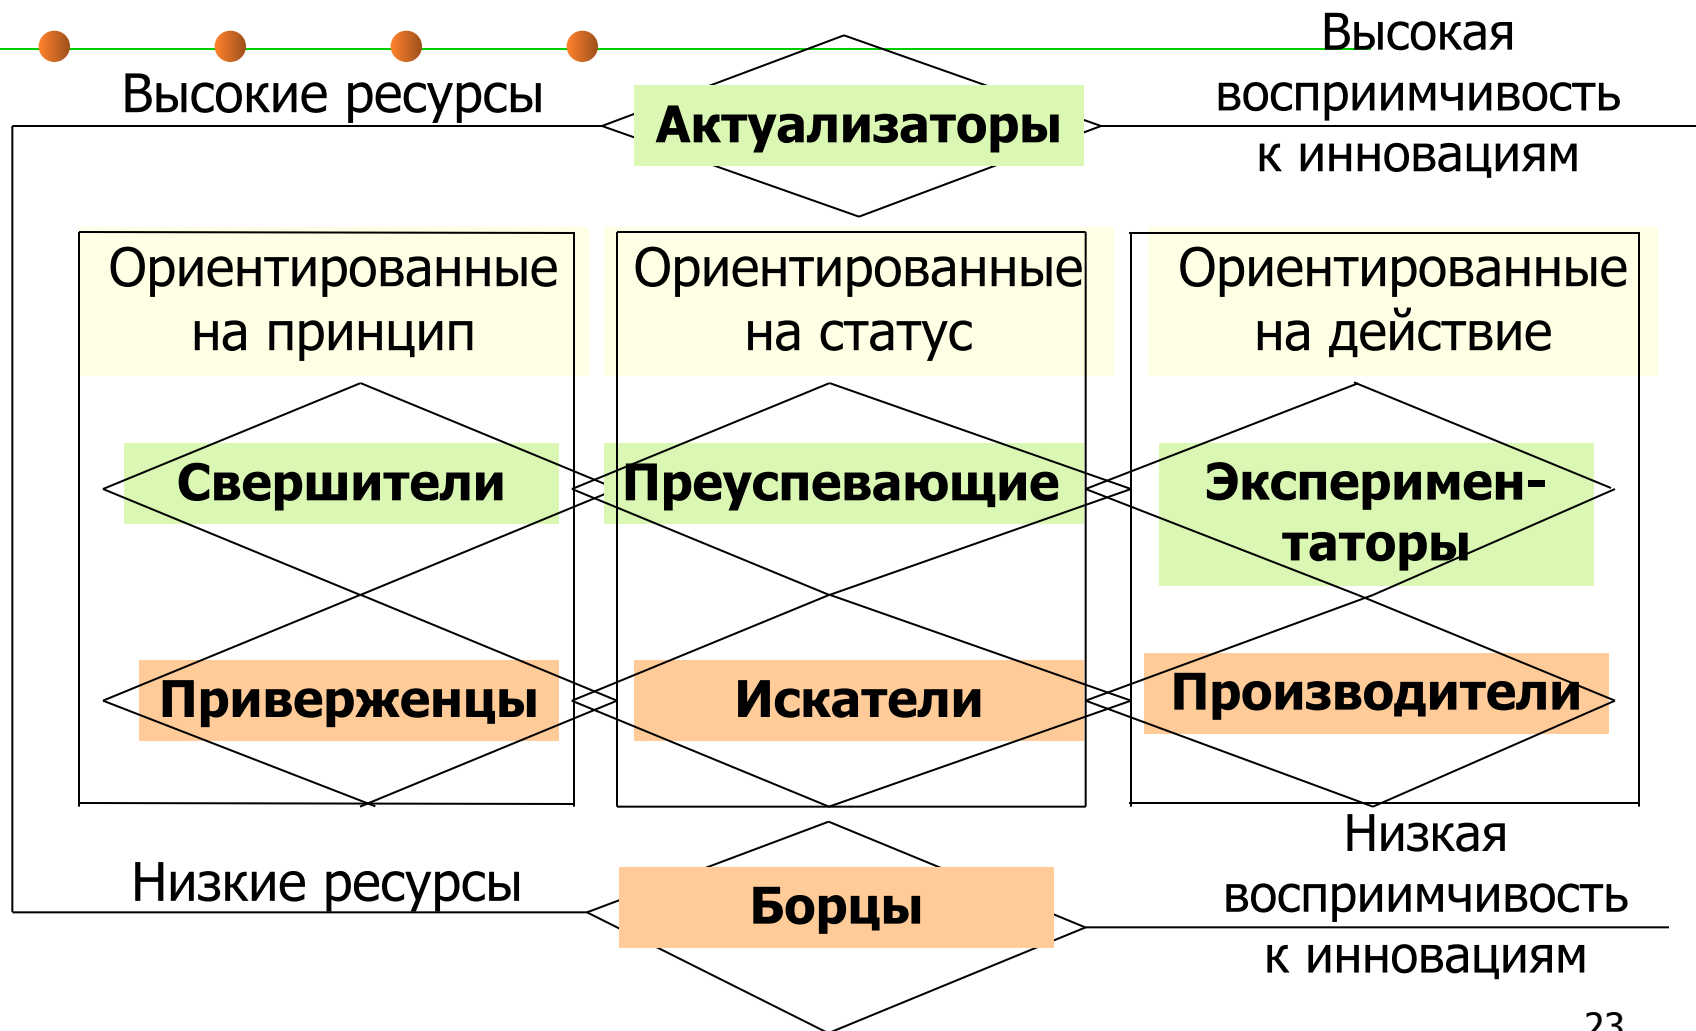 Высокие ресурсы
Актуализаторы
Высокая
восприимчивость
к инновациям
Ориентированные
на принцип
Ориентированные
на статус
Ориентированные
на действие
Свершители
Преуспевающие
Эксперимен-
таторы
Приверженцы
Искатели
Производители
Низкие ресурсы
Борцы
Низкая
восприимчивость
к инновациям
23